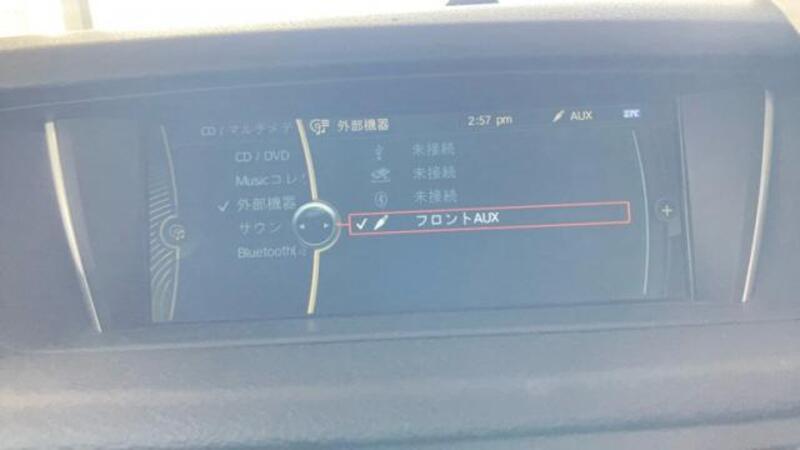 CD / マルチメデ
外部機器
2:57 pm
AUX
CD / DVD
Musicコレ
✓ 外部機器
サウン
Bluetooth(
未接続
未接続
未接続
✓ フロントAUX
+